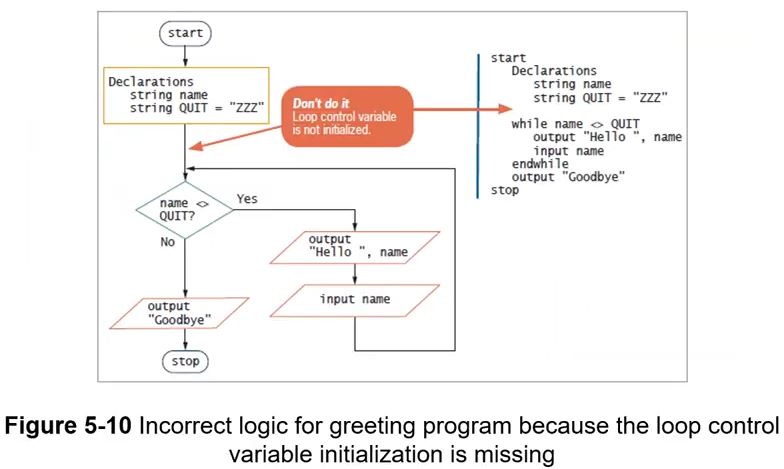 start
Declarations
string name
string QUIT = "ZZZ"
Don't do it
Loop control variable
is not initialized.
name <>
QUIT?
Yes
No
output
"Hello ", name
input name
output
"Goodbye"
stop
start
Declarations
string name
string QUIT = "ZZZ"
while name <> QUIT
output "Hello ", name
input name
endwhile
output "Goodbye"
stop
Figure 5-10 Incorrect logic for greeting program because the loop control
variable initialization is missing